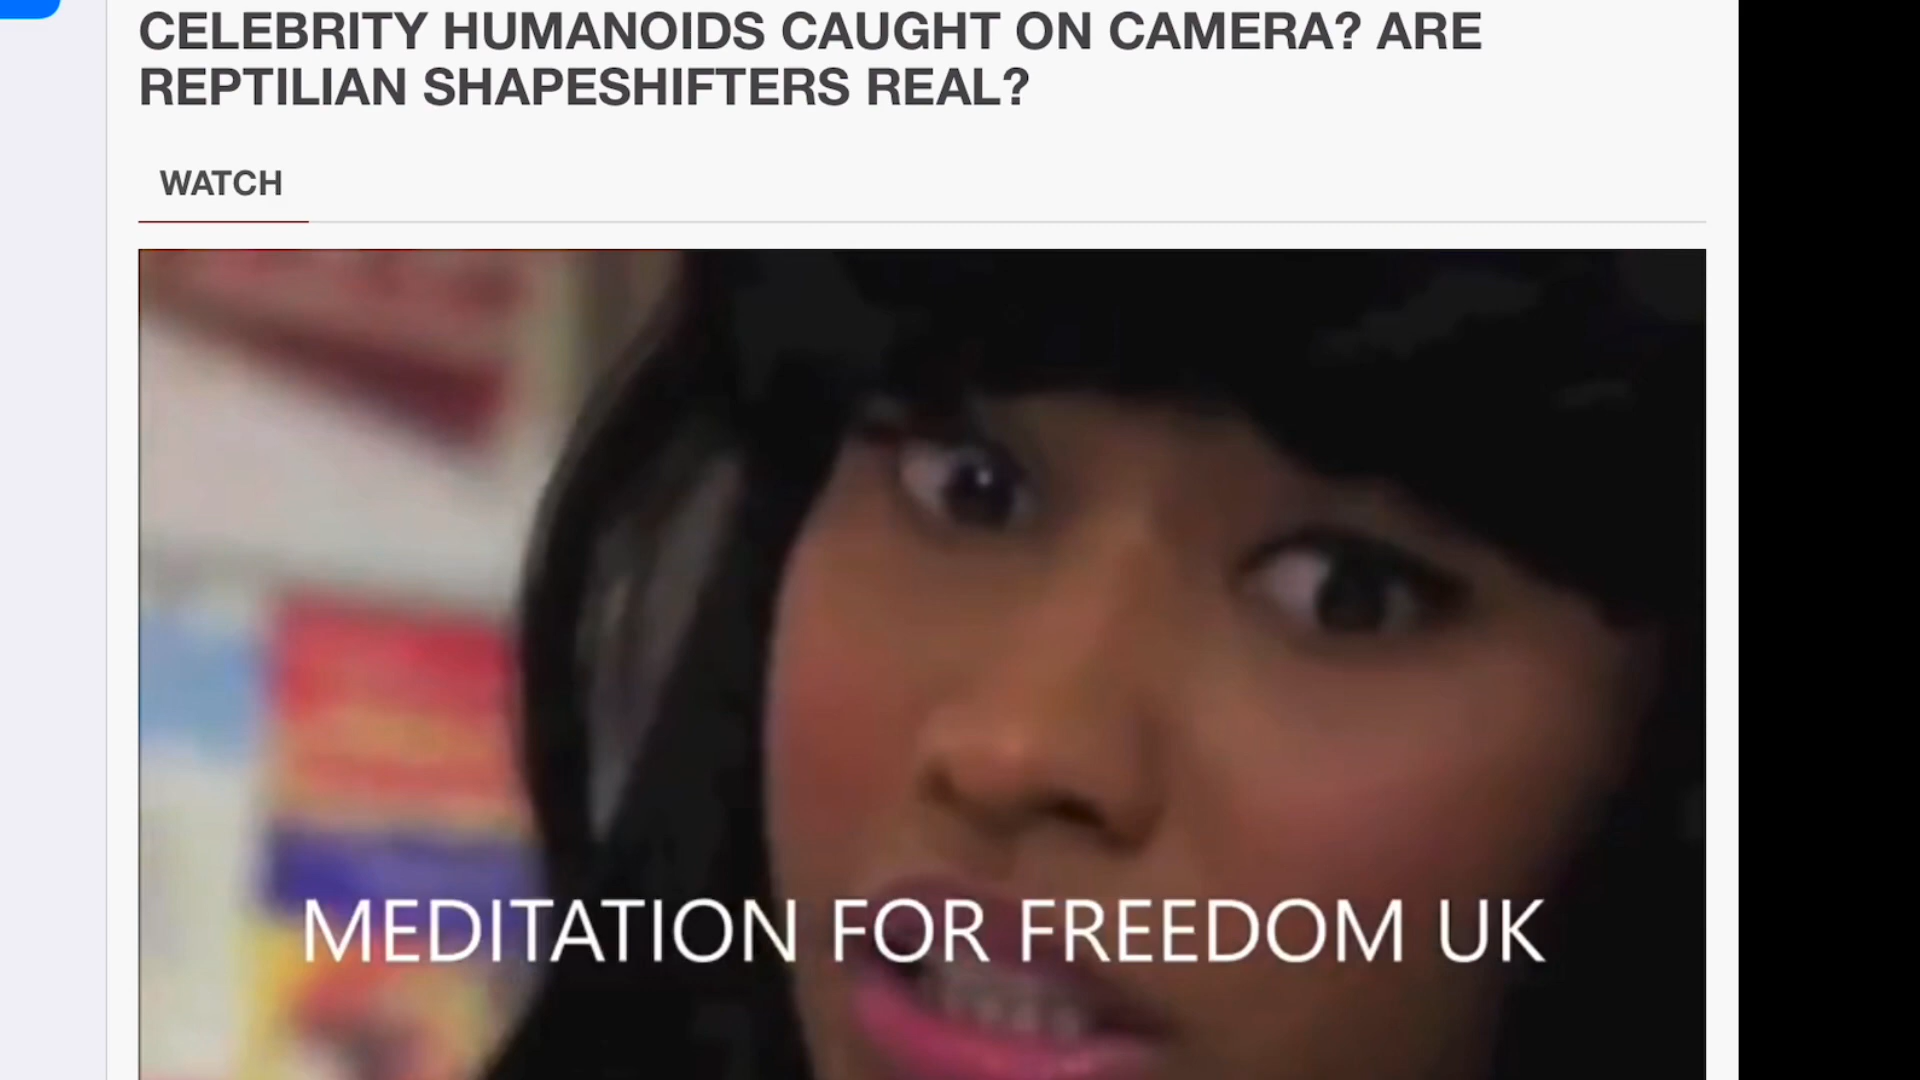 CELEBRITY HUMANOIDS CAUGHT ON CAMERA? ARE
REPTILIAN SHAPESHIFTERS REAL?
WATCH
MEDITATION FOR FREEDOM UK